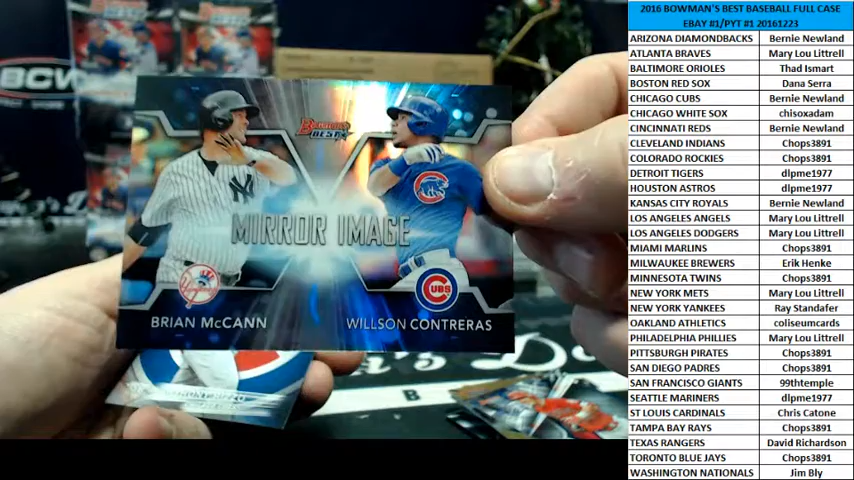 BCW
Bowman's
BEST
MIRROR IMAGE
CUBS
BRIAN McCANN
WILLSON CONTRERAS
B
2016 BOWMAN'S BEST BASEBALL FULL CASE
EBAY #1/PYT #1 20161223
ARIZONA DIAMONDBACKS Bernie Newland
ATLANTA BRAVES Mary Lou Littrell
BALTIMORE ORIOLES Thad Ismart
BOSTON RED SOX Dana Serra
CHICAGO CUBS Bernie Newland
CHICAGO WHITE SOX chisoxadam
CINCINNATI REDS Bernie Newland
CLEVELAND INDIANS Chops3891
COLORADO ROCKIES Chops3891
DETROIT TIGERS dlpme1977
HOUSTON ASTROS dlpme1977
KANSAS CITY ROYALS Bernie Newland
LOS ANGELES ANGELS Mary Lou Littrell
LOS ANGELES DODGERS Mary Lou Littrell
MIAMI MARLINS Chops3891
MILWAUKEE BREWERS Erik Henke
MINNESOTA TWINS Chops3891
NEW YORK METS Mary Lou Littrell
NEW YORK YANKEES Ray Standafer
OAKLAND ATHLETICS coliseumcards
PHILADELPHIA PHILLIES Mary Lou Littrell
PITTSBURGH PIRATES Chops3891
SAN DIEGO PADRES Chops3891
SAN FRANCISCO GIANTS 99thtemple
SEATTLE MARINERS dlpme1977
ST LOUIS CARDINALS Chris Catone
TAMPA BAY RAYS Chops3891
TEXAS RANGERS David Richardson
TORONTO BLUE JAYS Chops3891
WASHINGTON NATIONALS Jim Bly